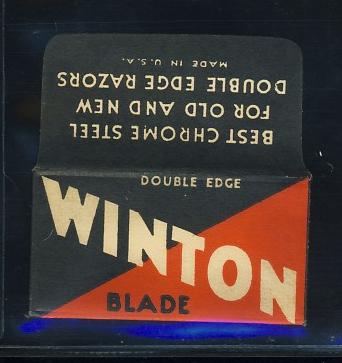 BEST CHROME STEEL
FOR OLD AND NEW
DOUBLE EDGE RAZORS
MADE IN U.S.A.
DOUBLE EDGE
WINTON
BLADE